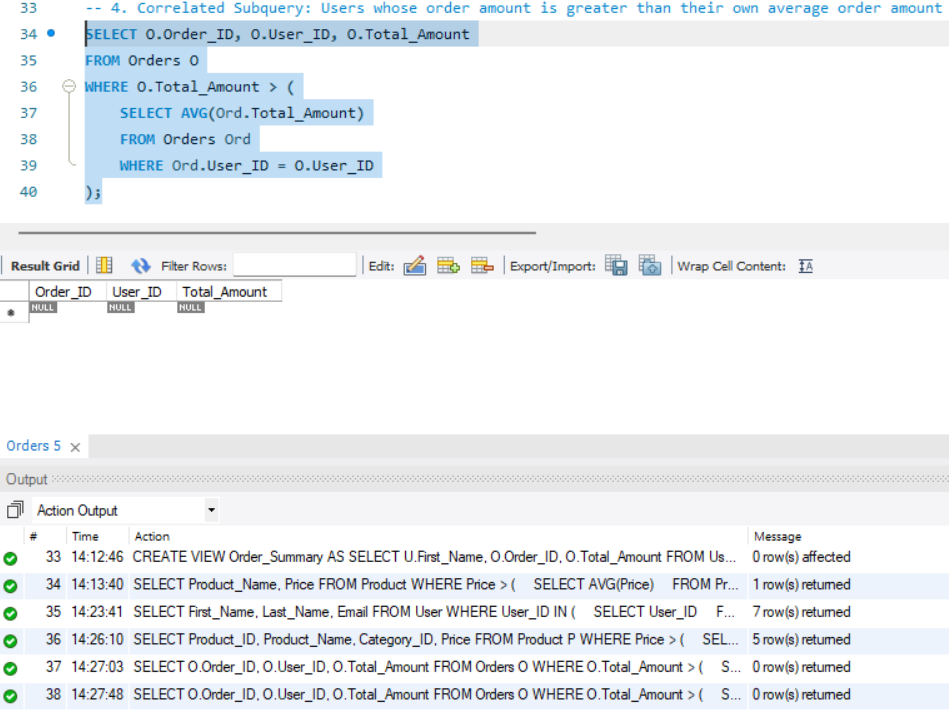 33 -- 4. Correlated Subquery: Users whose order amount is greater than their own average order amount
34 SELECT O.Order_ID, O.User_ID, O.Total_Amount
35 FROM Orders O
36 WHERE O.Total_Amount > (
37 SELECT AVG(Ord.Total_Amount)
38 FROM Orders Ord
39 WHERE Ord.User_ID = O.User_ID
40 );
Result Grid Filter Rows: Edit: Export/Import: Wrap Cell Content: IA
Order_ID User_ID Total_Amount
NULL NULL NULL
Orders 5
Output
Action Output
# Time Action Message
33 14:12:46 CREATE VIEW Order_Summary AS SELECT U.First_Name, O.Order_ID, O.Total_Amount FROM Us... 0 row(s) affected
34 14:13:40 SELECT Product_Name, Price FROM Product WHERE Price > ( SELECT AVG(Price) FROM Pr... 1 row(s) returned
35 14:23:41 SELECT First_Name, Last_Name, Email FROM User WHERE User_ID IN ( SELECT User_ID F... 7 row(s) returned
36 14:26:10 SELECT Product_ID, Product_Name, Category_ID, Price FROM Product P WHERE Price > ( SEL... 5 row(s) returned
37 14:27:03 SELECT O.Order_ID, O.User_ID, O.Total_Amount FROM Orders O WHERE O.Total_Amount > ( S... 0 row(s) returned
38 14:27:48 SELECT O.Order_ID, O.User_ID, O.Total_Amount FROM Orders O WHERE O.Total_Amount > ( S... 0 row(s) returned